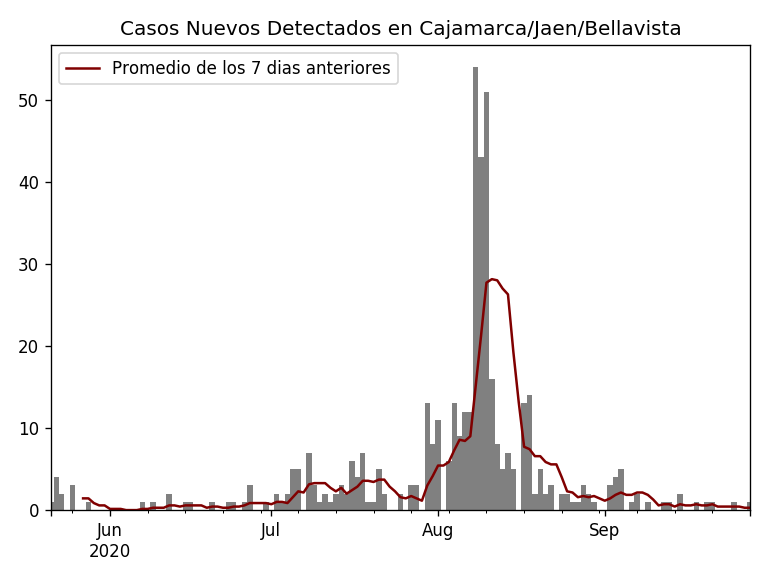 Casos Nuevos Detectados en Cajamarca/Jaen/Bellavista
Promedio de los 7 dias anteriores
50
40
30
20
10
0
Jun
2020
Jul
Aug
Sep